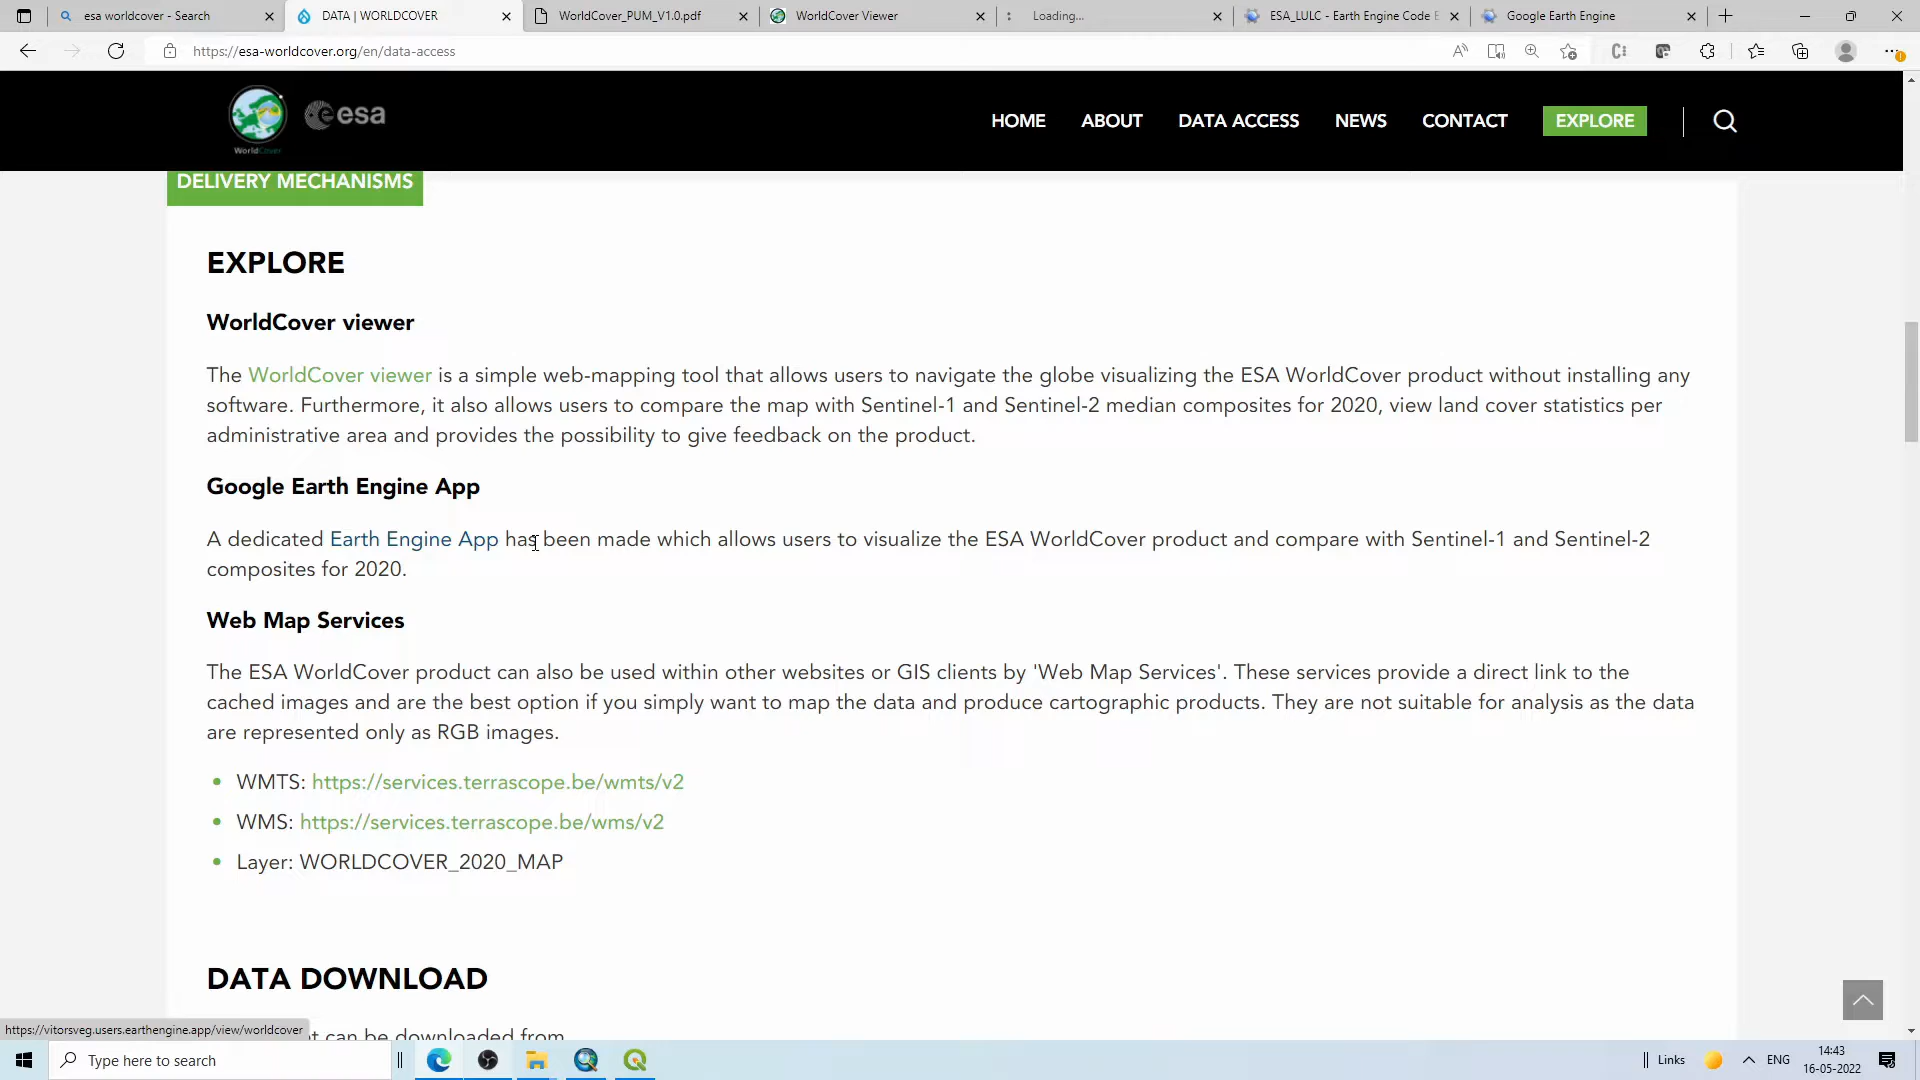 esa worldcover - Search
DATA | WORLDCOVER
WorldCover_PUM_V1.0.pdf
WorldCover Viewer
Loading...
ESA_LULC - Earth Engine Code E
Google Earth Engine
https://esa-worldcover.org/en/data-access
WorldCover
esa
HOME
ABOUT
DATA ACCESS
NEWS
CONTACT
EXPLORE
DELIVERY MECHANISMS
EXPLORE
WorldCover viewer
The WorldCover viewer is a simple web-mapping tool that allows users to navigate the globe visualizing the ESA WorldCover product without installing any
software. Furthermore, it also allows users to compare the map with Sentinel-1 and Sentinel-2 median composites for 2020, view land cover statistics per
administrative area and provides the possibility to give feedback on the product.
Google Earth Engine App
A dedicated Earth Engine App has been made which allows users to visualize the ESA WorldCover product and compare with Sentinel-1 and Sentinel-2
composites for 2020.
Web Map Services
The ESA WorldCover product can also be used within other websites or GIS clients by 'Web Map Services'. These services provide a direct link to the
cached images and are the best option if you simply want to map the data and produce cartographic products. They are not suitable for analysis as the data
are represented only as RGB images.
WMTS: https://services.terrascope.be/wmts/v2
WMS: https://services.terrascope.be/wms/v2
Layer: WORLDCOVER_2020_MAP
DATA DOWNLOAD
can be downloaded from
https://vitorsveg.users.earthengine.app/view/worldcover
Type here to search
Links
ENG
14:43
16-05-2022